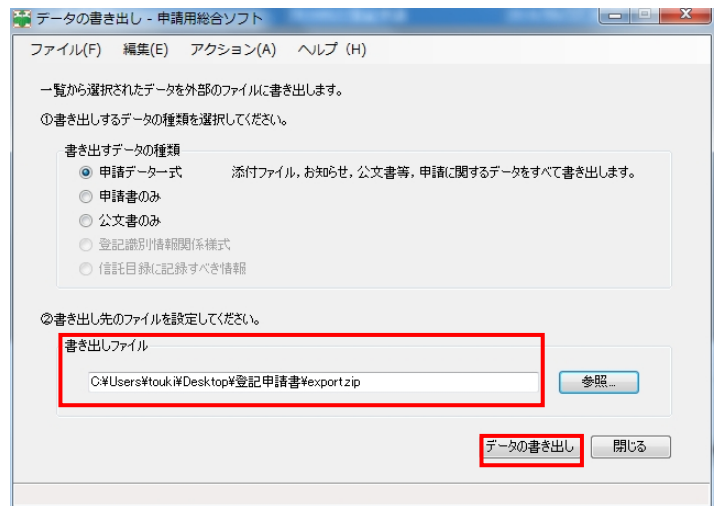 データの書き出し - 申請用総合ソフト
ファイル(F) 編集(E) アクション(A) ヘルプ (H)
一覧から選択されたデータを外部のファイルに書き出します。
①書き出しするデータの種類を選択してください。
書き出すデータの種類
申請データ一式 添付ファイル,お知らせ,公文書等,申請に関するデータをすべて書き出します。
申請書のみ
公文書のみ
登記識別情報関係様式
信託目録に記録すべき情報
②書き出し先のファイルを設定してください。
書き出しファイル
C:¥Users¥touki¥Desktop¥登記申請書¥export.zip 参照...
データの書き出し 閉じる